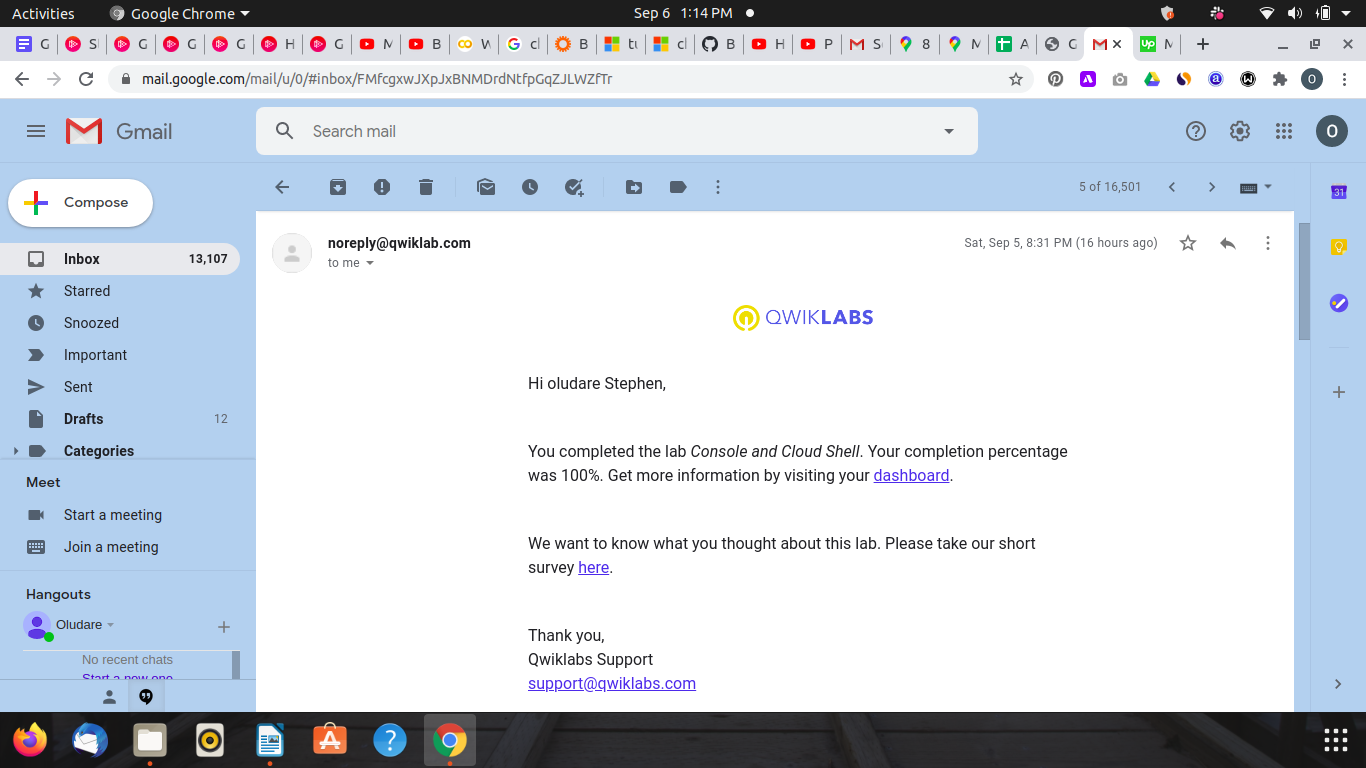 Activities
Google Chrome
Sep 6 1:14 PM
G
S
G
G
G
H
G
M
B
W
cl
B
tu
cl
B
H
P
S
8
M
A
G
M
mail.google.com/mail/u/0/#inbox/FMfcgxwJXpJxBNMDrdNtfpGqZJLWZfTr
O
Gmail
Search mail
O
Compose
5 of 16,501
31
Inbox 13,107
Starred
Snoozed
Important
Sent
Drafts 12
Categories
Meet
Start a meeting
Join a meeting
Hangouts
Oludare
No recent chats
Start a new one
noreply@qwiklab.com
Sat, Sep 5, 8:31 PM (16 hours ago)
to me
QWIKLABS
Hi oludare Stephen,
You completed the lab Console and Cloud Shell. Your completion percentage
was 100%. Get more information by visiting your dashboard.
We want to know what you thought about this lab. Please take our short
survey here.
Thank you,
Qwiklabs Support
support@qwiklabs.com